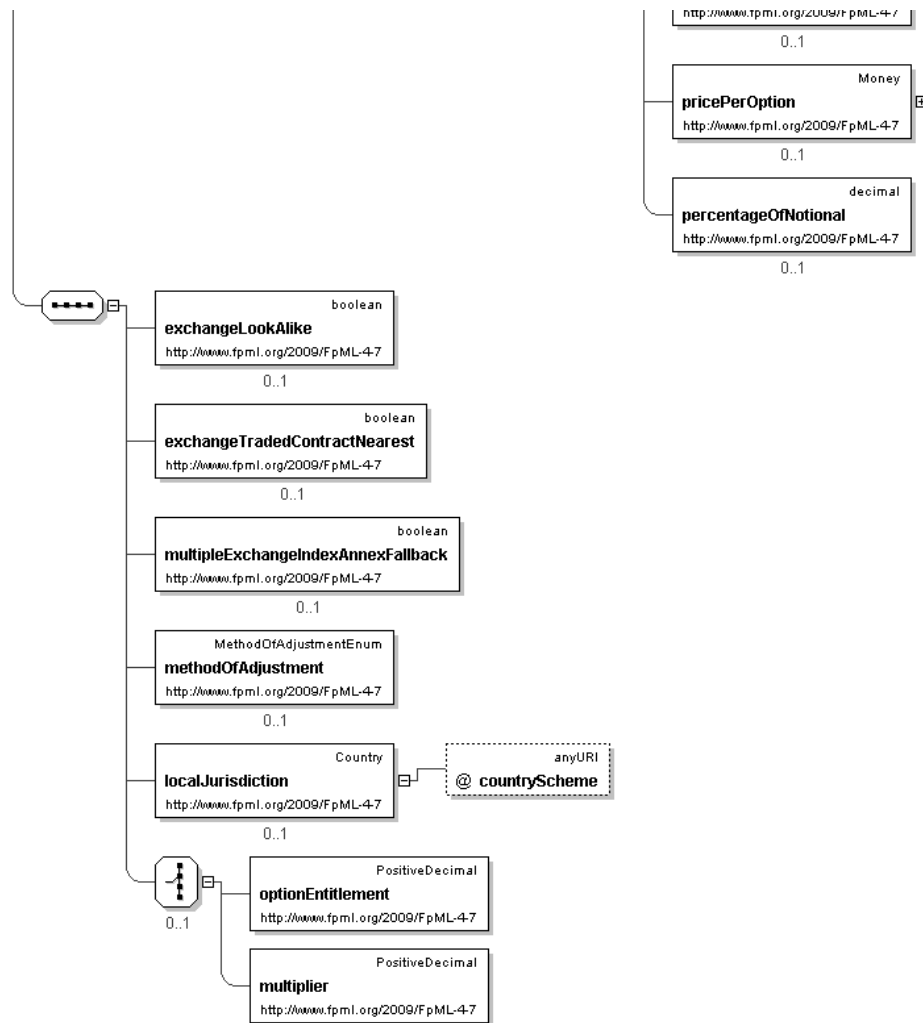 http://www.fpml.org/2009/FpML-4-7
0..1
Money
pricePerOption
http://www.fpml.org/2009/FpML-4-7
0..1
decimal
percentageOfNotional
http://www.fpml.org/2009/FpML-4-7
0..1
boolean
exchangeLookAlike
http://www.fpml.org/2009/FpML-4-7
0..1
boolean
exchangeTradedContractNearest
http://www.fpml.org/2009/FpML-4-7
0..1
boolean
multipleExchangeIndexAnnexFallback
http://www.fpml.org/2009/FpML-4-7
0..1
MethodOfAdjustmentEnum
methodOfAdjustment
http://www.fpml.org/2009/FpML-4-7
0..1
Country
localJurisdiction
http://www.fpml.org/2009/FpML-4-7
0..1
anyURI
@ countryScheme
0..1
PositiveDecimal
optionEntitlement
http://www.fpml.org/2009/FpML-4-7
PositiveDecimal
multiplier
http://www.fpml.org/2009/FpML-4-7